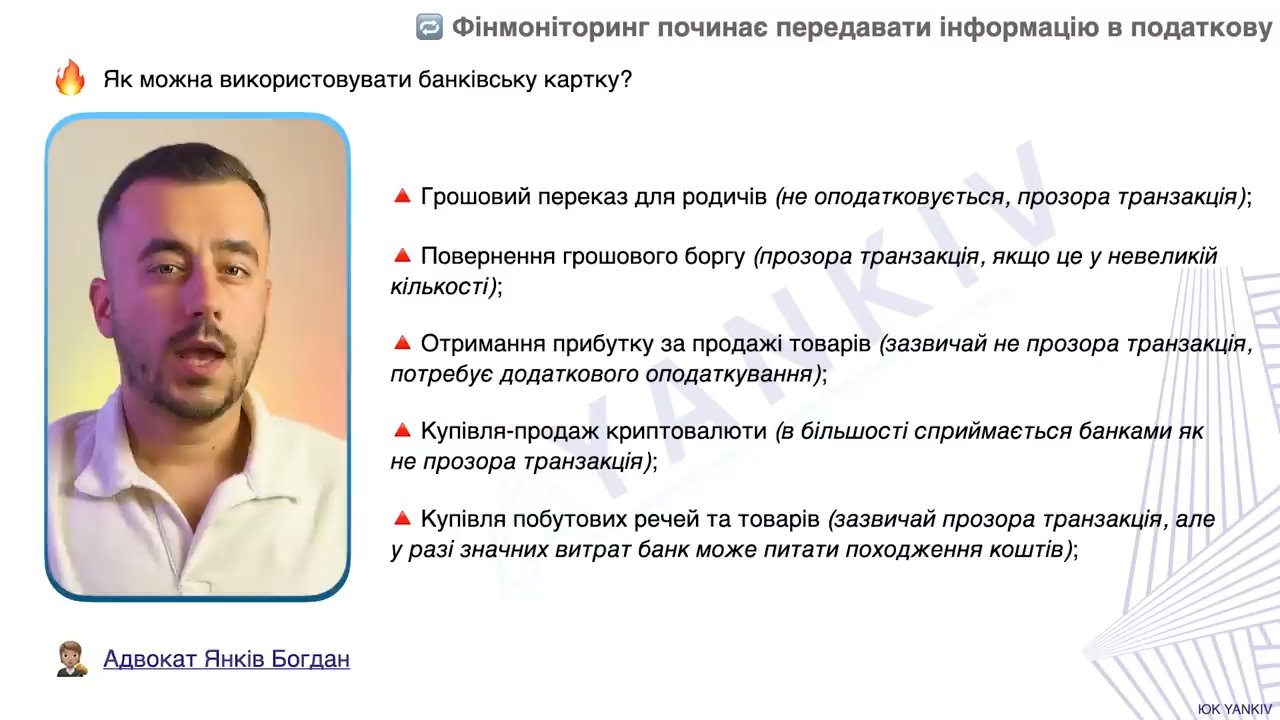 Фінмоніторинг починає передавати інформацію в податкову
Як можна використовувати банківську картку?
Грошовий переказ для родичів (не оподатковується, прозора транзакція);
Повернення грошового боргу (прозора транзакція, якщо це у невеликій
кількості);
Отримання прибутку за продажі товарів (зазвичай не прозора транзакція,
потребує додаткового оподаткування);
Купівля-продаж криптовалюти (в більшості сприймається банками як
не прозора транзакція);
Купівля побутових речей та товарів (зазвичай прозора транзакція, але
у разі значних витрат банк може питати походження коштів);
YANKIV
Адвокат Янків Богдан
ЮК YANKIV